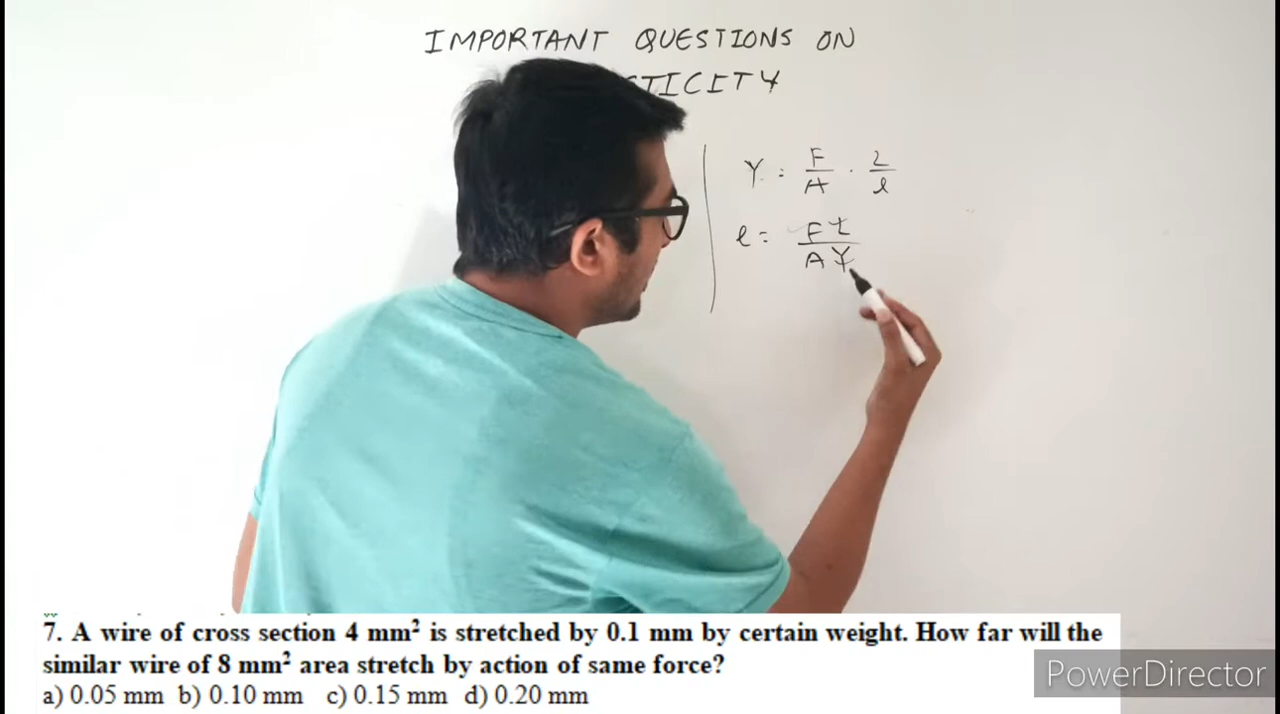 IMPORTANT QUESTIONS ON
STICITY
Y = F/A · L/l
l = FL/AY
7. A wire of cross section 4 mm² is stretched by 0.1 mm by certain weight. How far will the
similar wire of 8 mm² area stretch by action of same force?
a) 0.05 mm b) 0.10 mm c) 0.15 mm d) 0.20 mm
PowerDirector